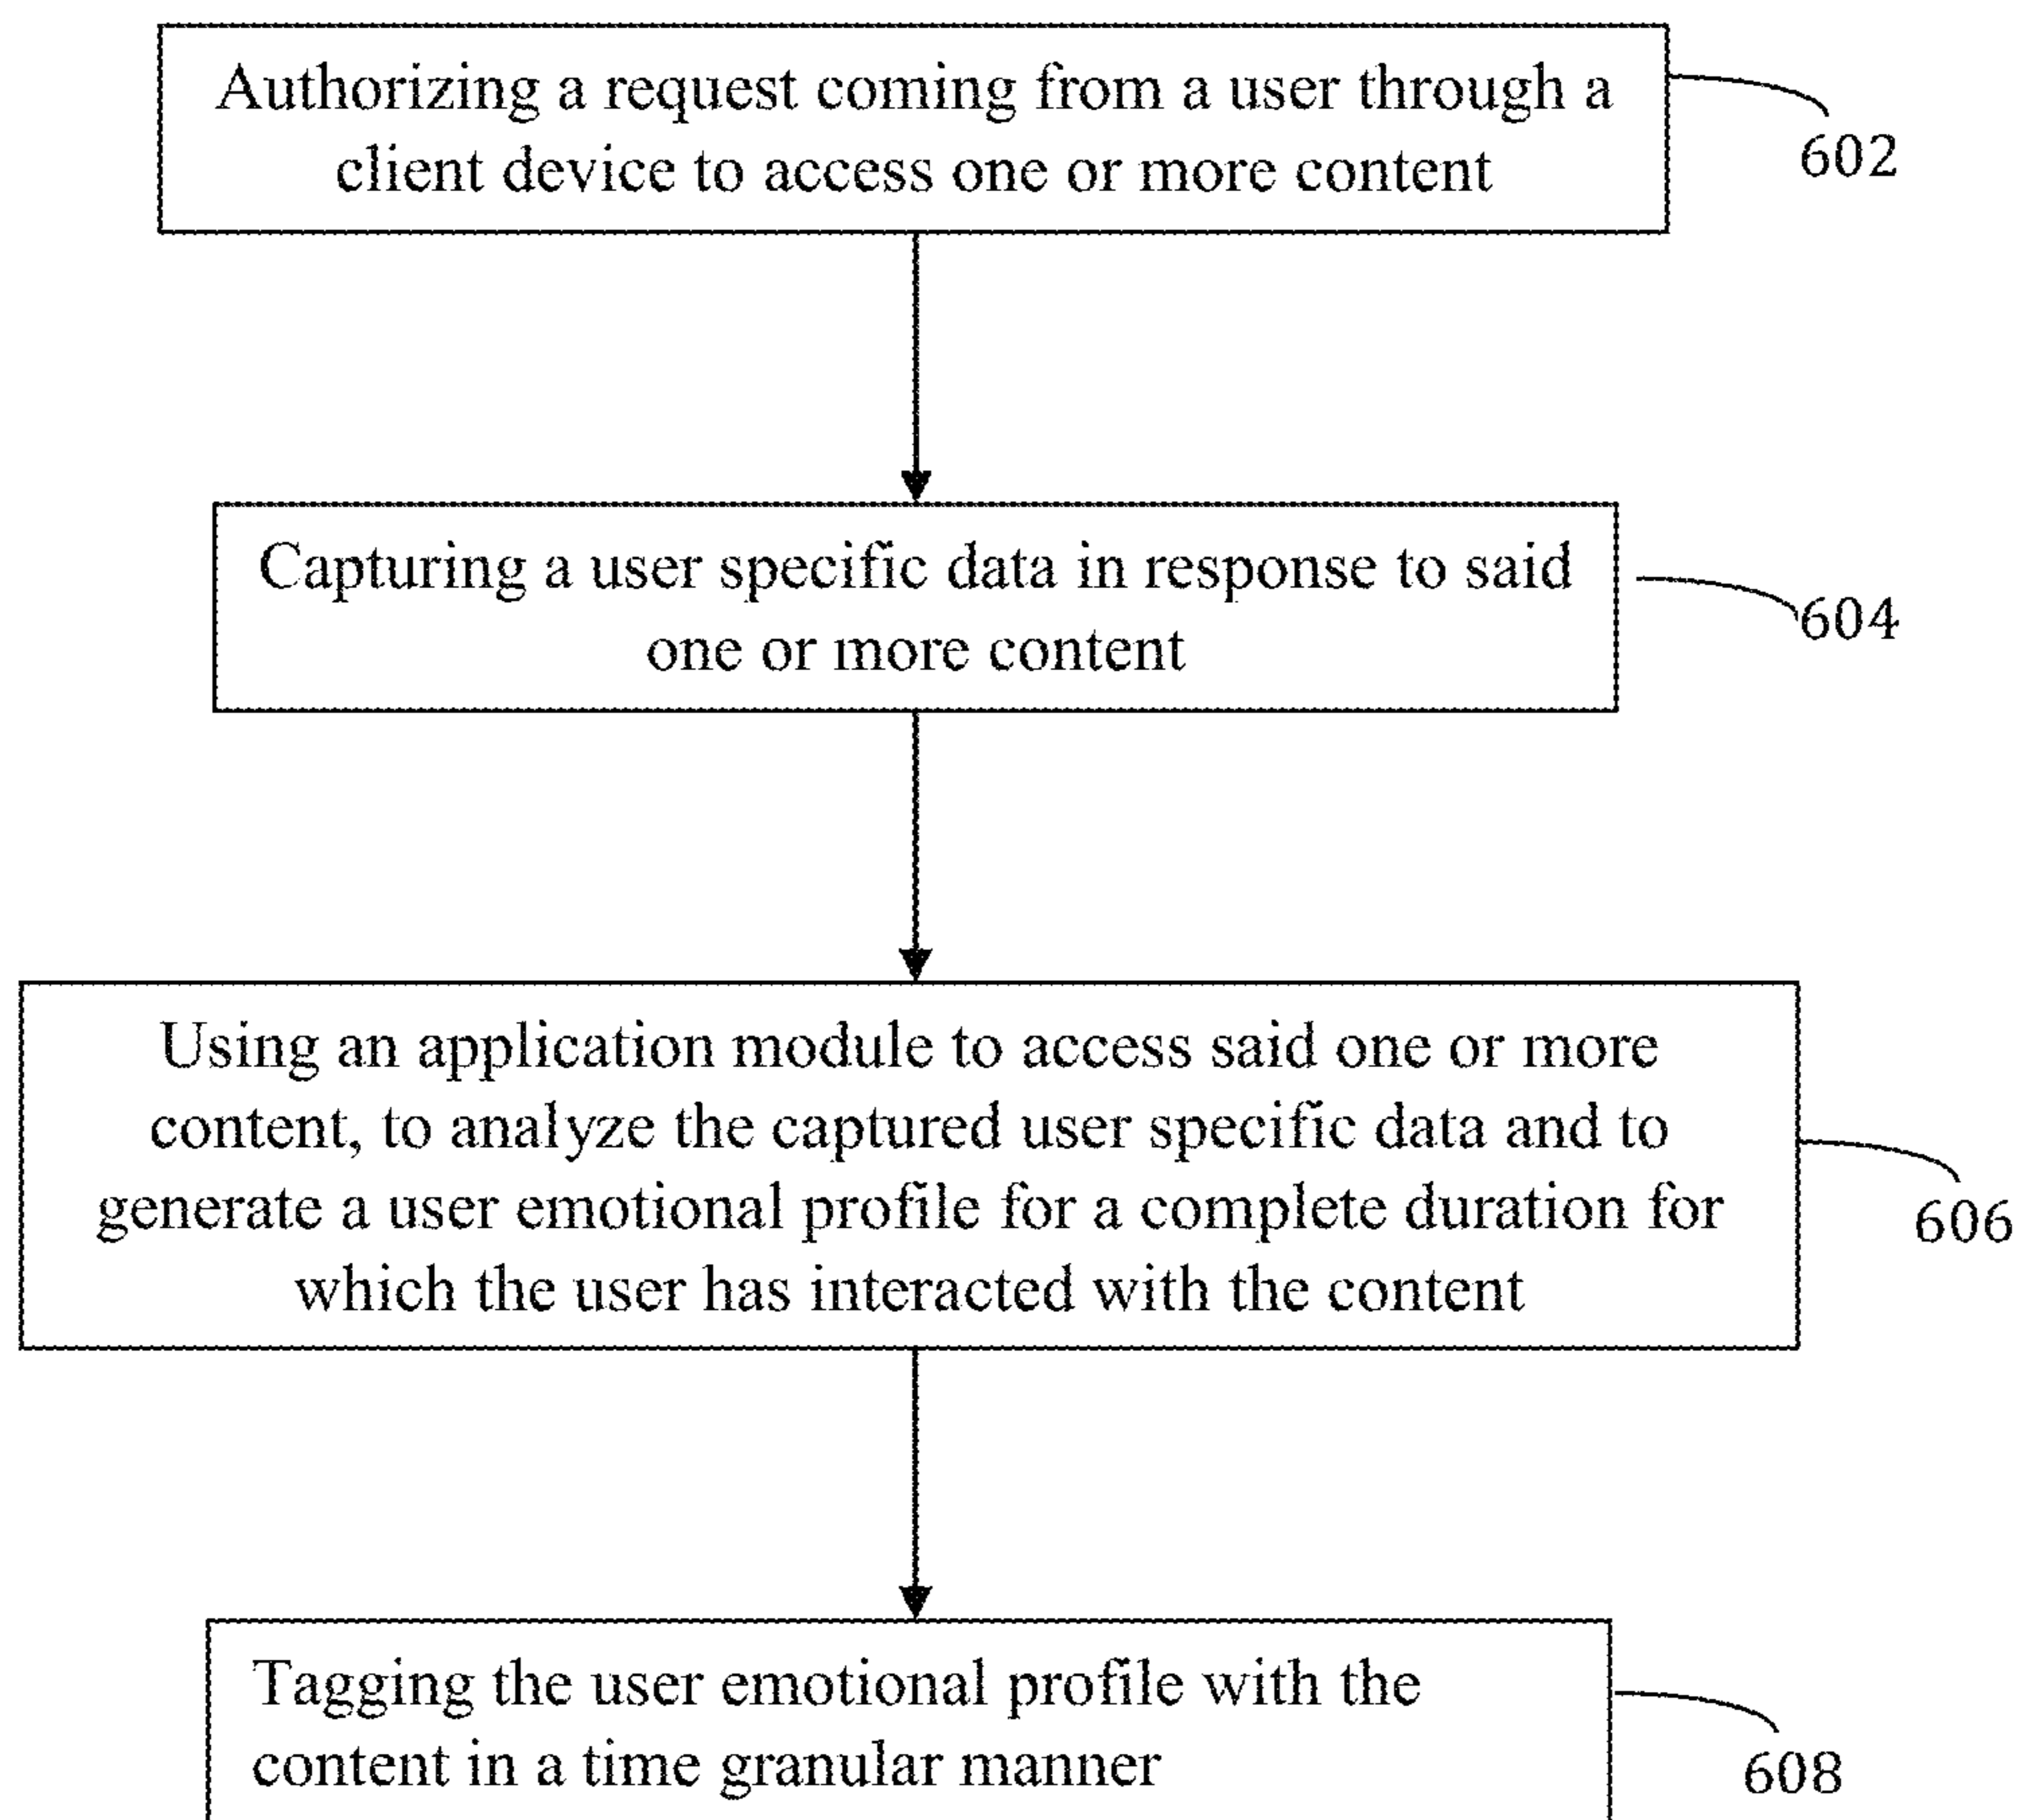 Authorizing a request coming from a user through a
client device to access one or more content
602
Capturing a user specific data in response to said
one or more content
604
Using an application module to access said one or more
content, to analyze the captured user specific data and to
generate a user emotional profile for a complete duration for
which the user has interacted with the content
606
Tagging the user emotional profile with the
content in a time granular manner
608